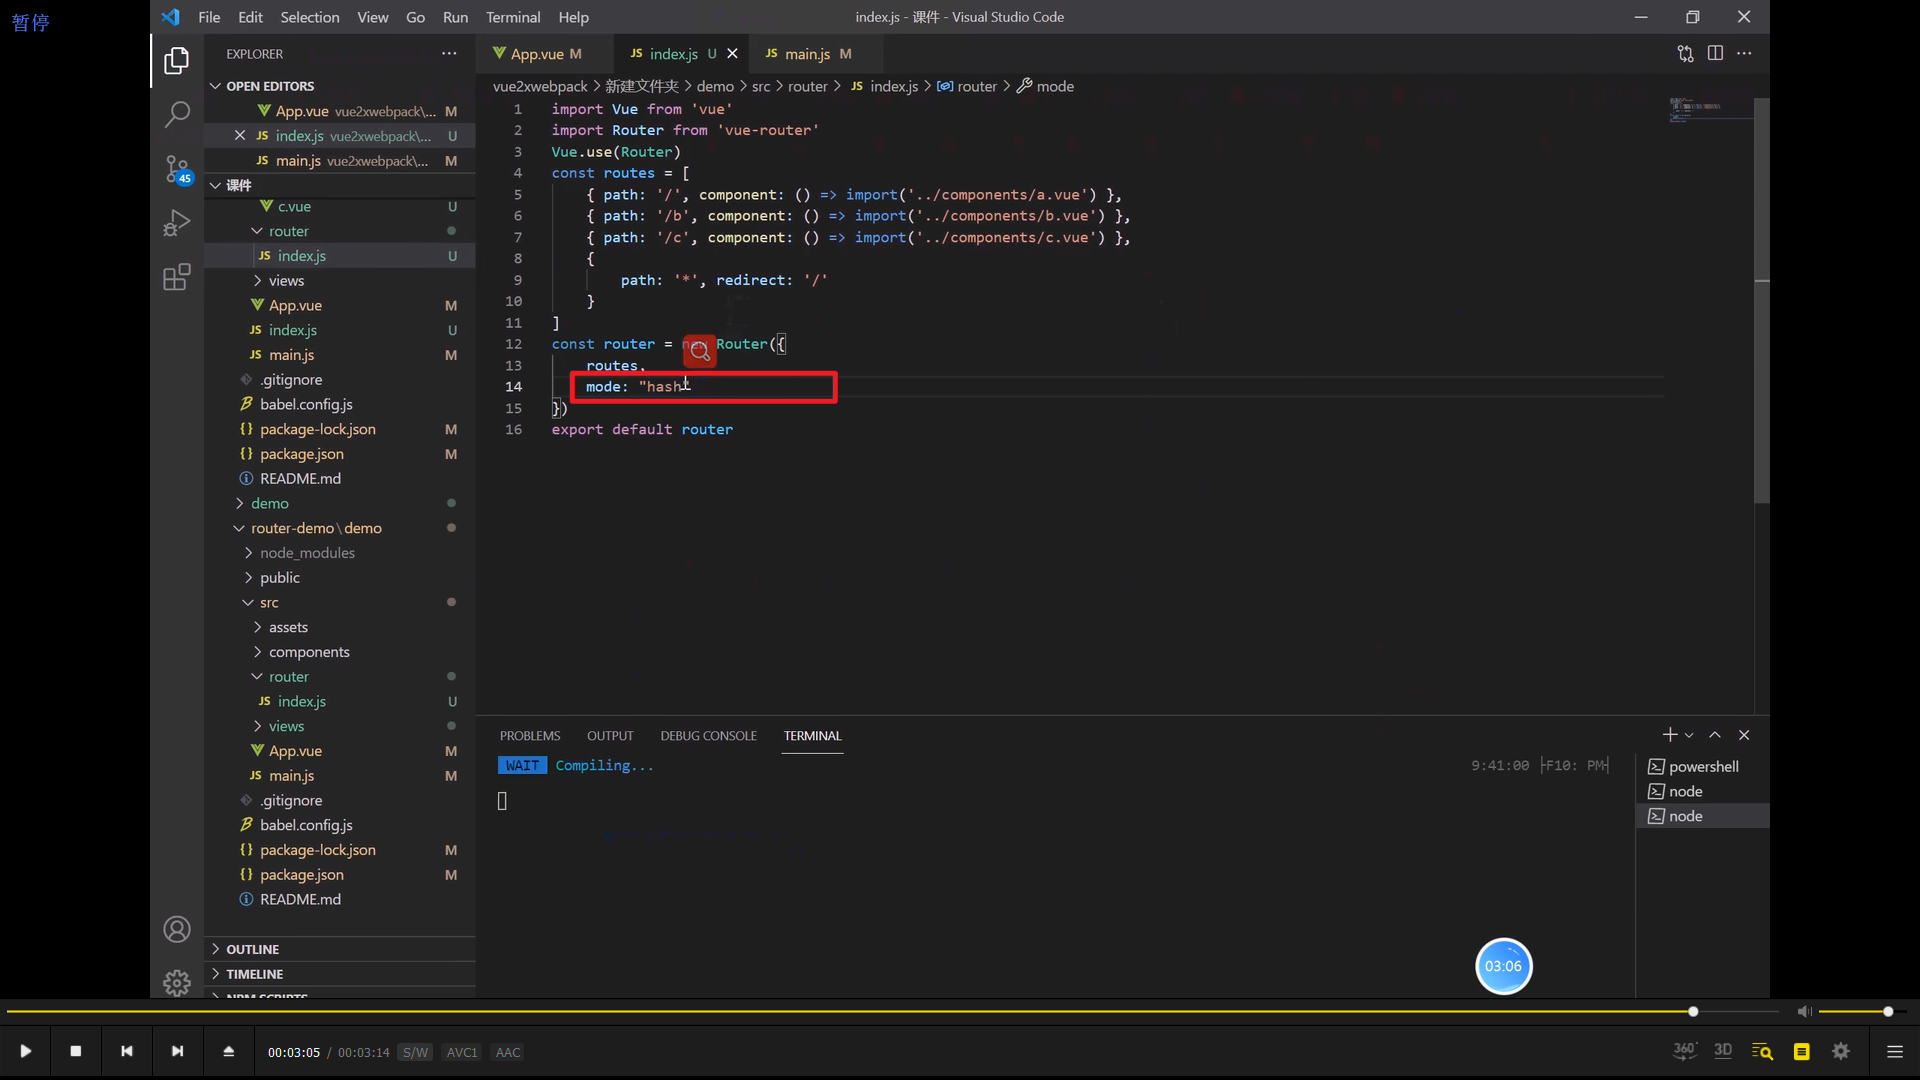 暂停
File Edit Selection View Go Run Terminal Help
index.js - 课件 - Visual Studio Code
EXPLORER
OPEN EDITORS
App.vue vue2xwebpack\... M
index.js vue2xwebpack\... U
main.js vue2xwebpack\... M
45
课件
c.vue U
router
index.js U
views
App.vue M
index.js U
main.js M
.gitignore
babel.config.js
package-lock.json M
package.json M
README.md
demo
router-demo\demo
node_modules
public
src
assets
components
router
index.js U
views
App.vue M
main.js M
.gitignore
babel.config.js
package-lock.json M
package.json M
README.md
OUTLINE
TIMELINE
NPM SCRIPTS
App.vue M index.js U main.js M
vue2xwebpack > 新建文件夹 > demo > src > router > JS index.js > router > mode
1 import Vue from 'vue'
2 import Router from 'vue-router'
3 Vue.use(Router)
4 const routes = [
5 { path: '/', component: () => import('../components/a.vue') },
6 { path: '/b', component: () => import('../components/b.vue') },
7 { path: '/c', component: () => import('../components/c.vue') },
8 {
9 path: '*', redirect: '/'
10 }
11 ]
12 const router = new Router({
13 routes,
14 mode: "hash"
15 })
16 export default router
PROBLEMS OUTPUT DEBUG CONSOLE TERMINAL
WAIT Compiling... 9:41:00 ├F10: PM┤
powershell
node
node
03:06
00:03:05 / 00:03:14 S/W AVC1 AAC
360° 3D